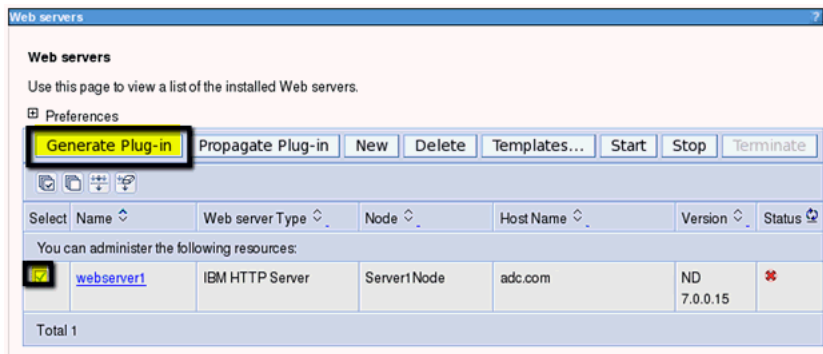 Web servers ?
Web servers
Use this page to view a list of the installed Web servers.
Preferences
Generate Plug-in Propagate Plug-in New Delete Templates... Start Stop Terminate
Select Name Web server Type Node Host Name Version Status
You can administer the following resources:
webserver1 IBM HTTP Server Server1Node adc.com ND
7.0.0.15
Total 1